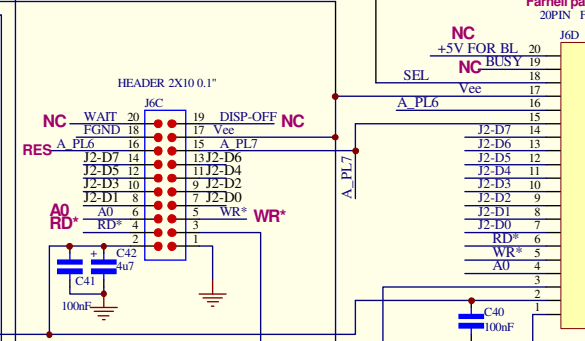 Farnell pa
20PIN F
J6D
NC
+5V FOR BL 20
NC BUSY 19
SEL 18
Vee 17
A_PL6 16
15
J2-D7 14
J2-D6 13
J2-D5 12
J2-D4 11
J2-D3 10
J2-D2 9
J2-D1 8
J2-D0 7
RD* 6
WR* 5
A0 4
3
2
1
HEADER 2X10 0.1"
J6C
NC WAIT 20 19 DISP-OFF NC
FGND 18 17 Vee
RES A_PL6 16 15 A_PL7
J2-D7 14 13 J2-D6
J2-D5 12 11 J2-D4
J2-D3 10 9 J2-D2
J2-D1 8 7 J2-D0
A0 A0 6 5 WR* WR*
RD* RD* 4 3
2 1
A_PL7
+ C42
4u7
C41
100nF
C40
100nF